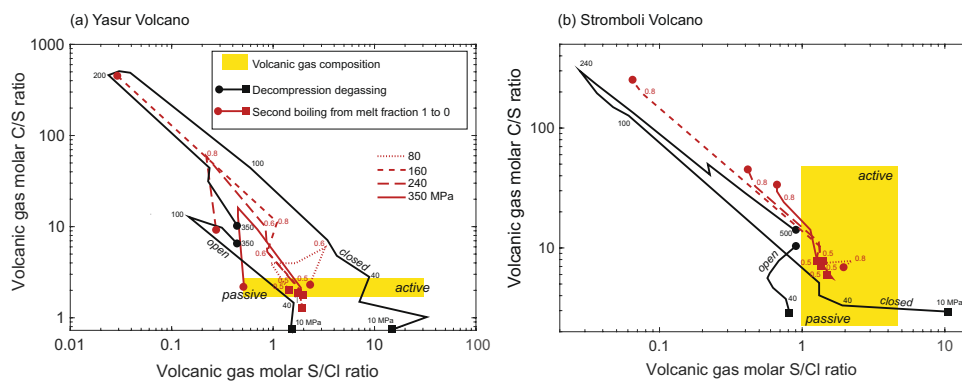 (a) Yasur Volcano
Volcanic gas molar C/S ratio
1000
100
10
1
0.01
0.1
1
10
100
Volcanic gas molar S/Cl ratio
Volcanic gas composition
Decompression degassing
Second boiling from melt fraction 1 to 0
80
160
240
350 MPa
200
100
100
350
350
open
closed
40
40
passive
active
10 MPa
10 MPa
0.8
0.8
0.6
0.6
0.6
0.5
0.5
0.5
(b) Stromboli Volcano
Volcanic gas molar C/S ratio
100
10
0.1
1
10
Volcanic gas molar S/Cl ratio
240
100
500
open
closed
40
40
passive
active
10 MPa
0.8
0.8
0.8
0.8
0.5
0.5
0.5